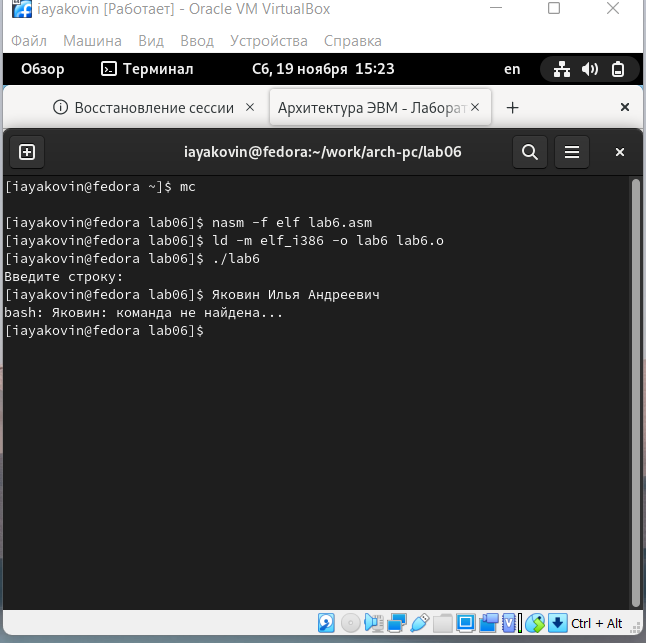 iayakovin [Работает] - Oracle VM VirtualBox
Файл Машина Вид Ввод Устройства Справка
Обзор Терминал Сб, 19 ноября 15:23 en
Восстановление сессии × Архитектура ЭВМ - Лаборат × + ×
iayakovin@fedora:~/work/arch-pc/lab06
[iayakovin@fedora ~]$ mc
[iayakovin@fedora lab06]$ nasm -f elf lab6.asm
[iayakovin@fedora lab06]$ ld -m elf_i386 -o lab6 lab6.o
[iayakovin@fedora lab06]$ ./lab6
Введите строку:
[iayakovin@fedora lab06]$ Яковин Илья Андреевич
bash: Яковин: команда не найдена...
[iayakovin@fedora lab06]$
Ctrl + Alt